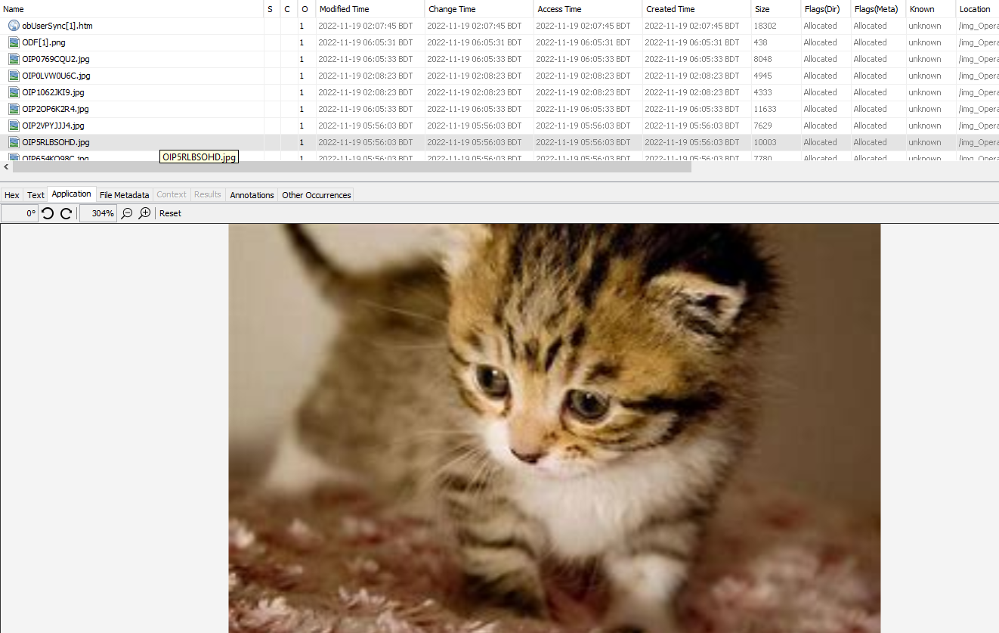 Name S C O Modified Time Change Time Access Time Created Time Size Flags(Dir) Flags(Meta) Known Location
obUserSync[1].htm 1 2022-11-19 02:07:45 BDT 2022-11-19 02:07:45 BDT 2022-11-19 02:07:45 BDT 2022-11-19 02:07:45 BDT 18302 Allocated Allocated unknown /img_Opera
ODF[1].png 1 2022-11-19 06:05:31 BDT 2022-11-19 06:05:31 BDT 2022-11-19 06:05:31 BDT 2022-11-19 06:05:31 BDT 438 Allocated Allocated unknown /img_Opera
OIP0769CQU2.jpg 1 2022-11-19 06:05:33 BDT 2022-11-19 06:05:33 BDT 2022-11-19 06:05:33 BDT 2022-11-19 06:05:33 BDT 8048 Allocated Allocated unknown /img_Opera
OIP0LVW0U6C.jpg 1 2022-11-19 02:08:23 BDT 2022-11-19 02:08:23 BDT 2022-11-19 02:08:23 BDT 2022-11-19 02:08:23 BDT 4945 Allocated Allocated unknown /img_Opera
OIP1062JKI9.jpg 1 2022-11-19 02:08:23 BDT 2022-11-19 02:08:23 BDT 2022-11-19 02:08:23 BDT 2022-11-19 02:08:23 BDT 4333 Allocated Allocated unknown /img_Opera
OIP2OP6K2R4.jpg 1 2022-11-19 06:05:33 BDT 2022-11-19 06:05:33 BDT 2022-11-19 06:05:33 BDT 2022-11-19 06:05:33 BDT 11633 Allocated Allocated unknown /img_Opera
OIP2VPYJJJ4.jpg 1 2022-11-19 05:56:03 BDT 2022-11-19 05:56:03 BDT 2022-11-19 05:56:03 BDT 2022-11-19 05:56:03 BDT 7629 Allocated Allocated unknown /img_Opera
OIP5RLBSOHD.jpg 1 2022-11-19 05:56:03 BDT 2022-11-19 05:56:03 BDT 2022-11-19 05:56:03 BDT 2022-11-19 05:56:03 BDT 10003 Allocated Allocated unknown /img_Opera
OIP654KO98C.jpg 1 2022-11-19 05:56:03 BDT 2022-11-19 05:56:03 BDT 2022-11-19 05:56:03 BDT 2022-11-19 05:56:03 BDT 7780 Allocated Allocated unknown /img_Opera
OIP5RLBSOHD.jpg
Hex Text Application File Metadata Context Results Annotations Other Occurrences
0° 304% Reset